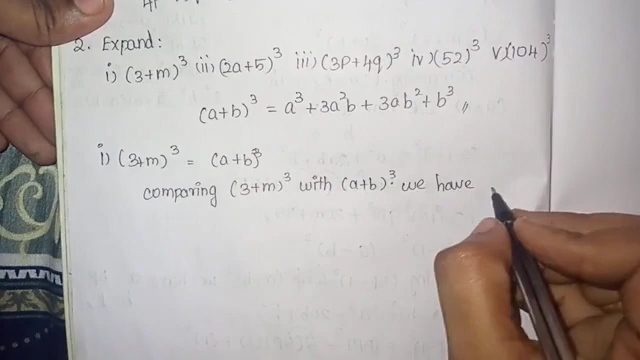 2. Expand:
i) (3+m)³ (ii) (2a+5)³ iii) (3P+4q)³ iv) (52)³ v) (104)³
(a+b)³ = a³+3a²b+3ab²+b³
i) (3+m)³ = (a+b)³
comparing (3+m)³ with (a+b)³. we have